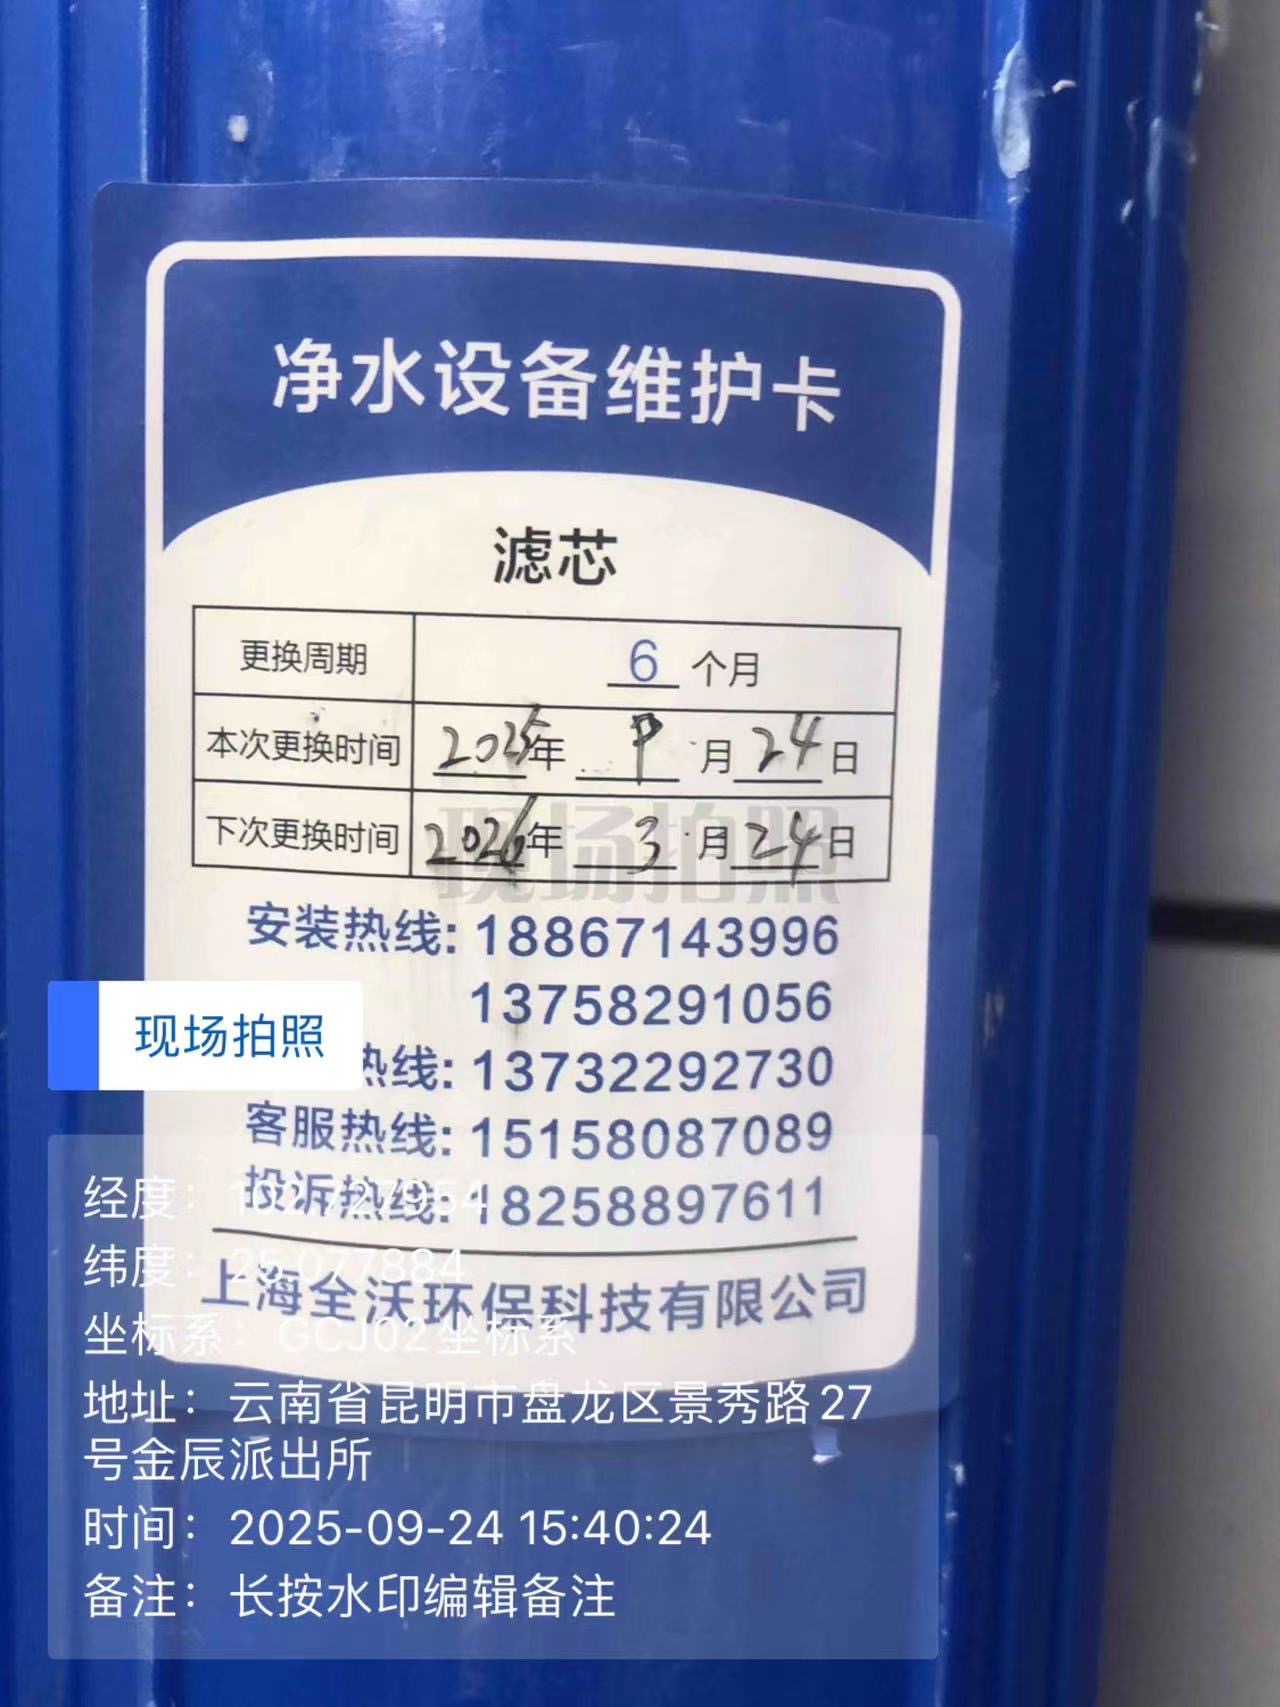 净水设备维护卡
滤芯
更换周期 6 个月
本次更换时间 2025年 9 月 24 日
下次更换时间 2026年 3 月 24 日
现场拍照
安装热线: 18867143996
13758291056
现场拍照
热线: 13732292730
客服热线: 15158087089
投诉热线: 18258897611
经度: 102.727954
纬度: 25.077884
上海全沃环保科技有限公司
坐标系: GCJ02坐标系
地址: 云南省昆明市盘龙区景秀路27
号金辰派出所
时间: 2025-09-24 15:40:24
备注: 长按水印编辑备注